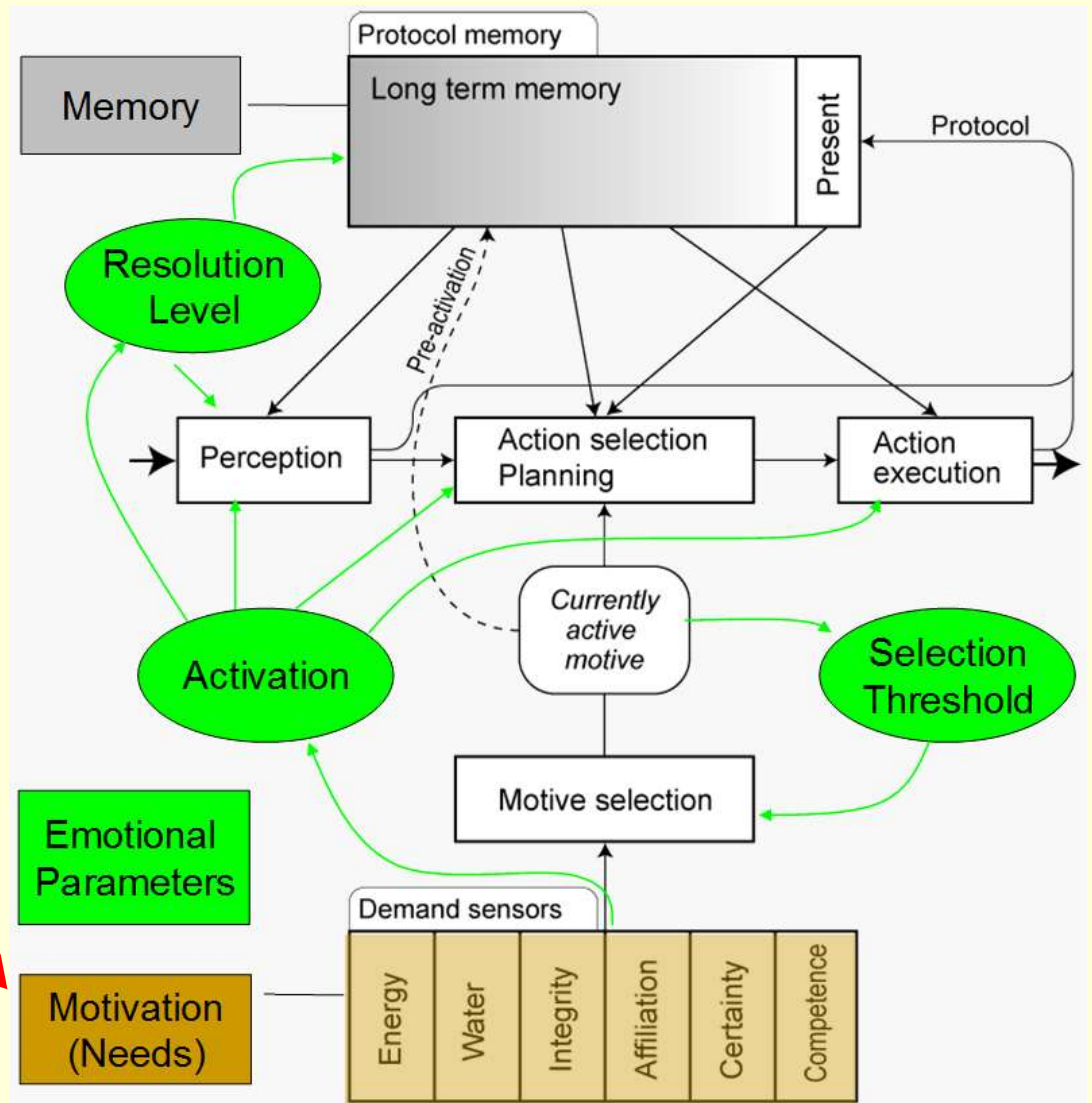 Protocol memory
Memory
Long term memory
Present
Protocol
Resolution
Level
Pre-activation
Perception
Action selection
Planning
Action
execution
Currently
active
motive
Activation
Selection
Threshold
Motive selection
Emotional
Parameters
Demand sensors
Motivation
(Needs)
Energy
Water
Integrity
Affiliation
Certainty
Competence